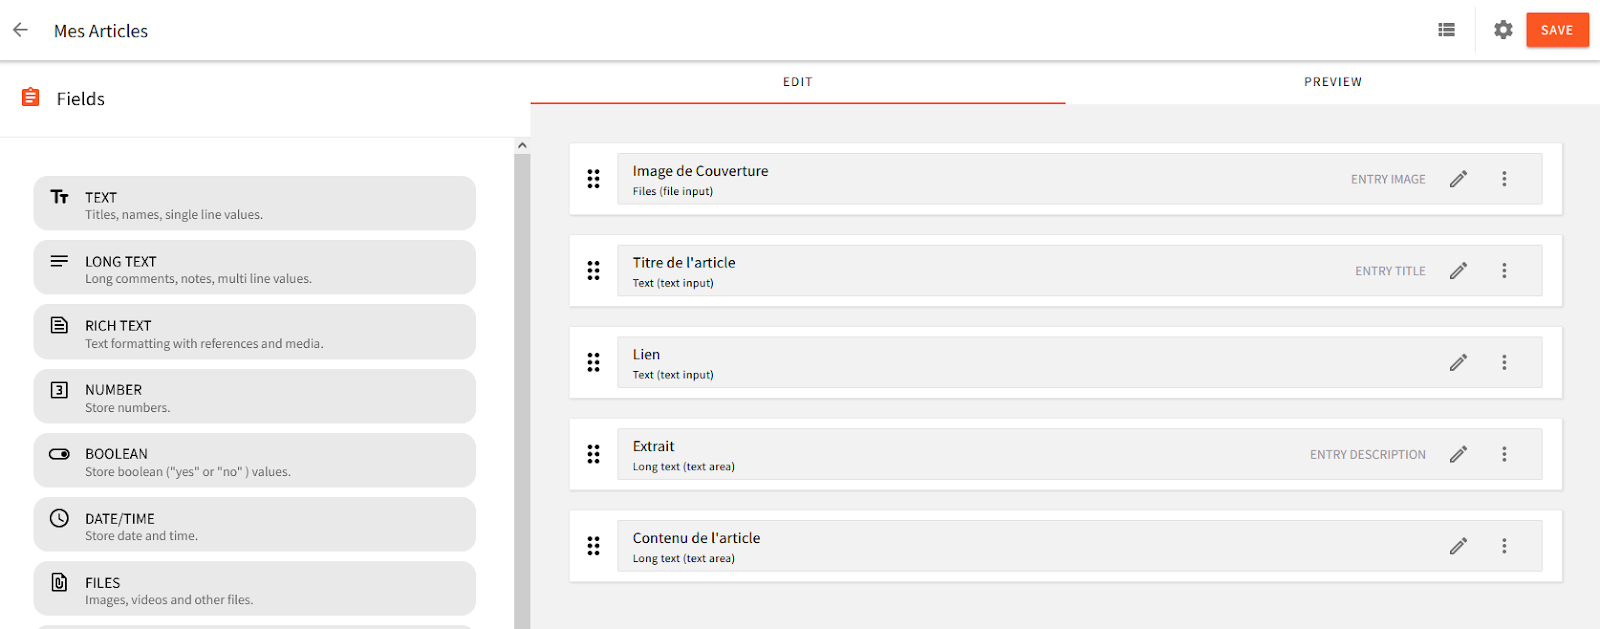 Mes Articles
SAVE
Fields
EDIT
PREVIEW
TEXT
Titles, names, single line values.
LONG TEXT
Long comments, notes, multi line values.
RICH TEXT
Text formatting with references and media.
NUMBER
Store numbers.
BOOLEAN
Store boolean ("yes" or "no" ) values.
DATE/TIME
Store date and time.
FILES
Images, videos and other files.
Image de Couverture
Files (file input)
ENTRY IMAGE
Titre de l'article
Text (text input)
ENTRY TITLE
Lien
Text (text input)
Extrait
Long text (text area)
ENTRY DESCRIPTION
Contenu de l'article
Long text (text area)